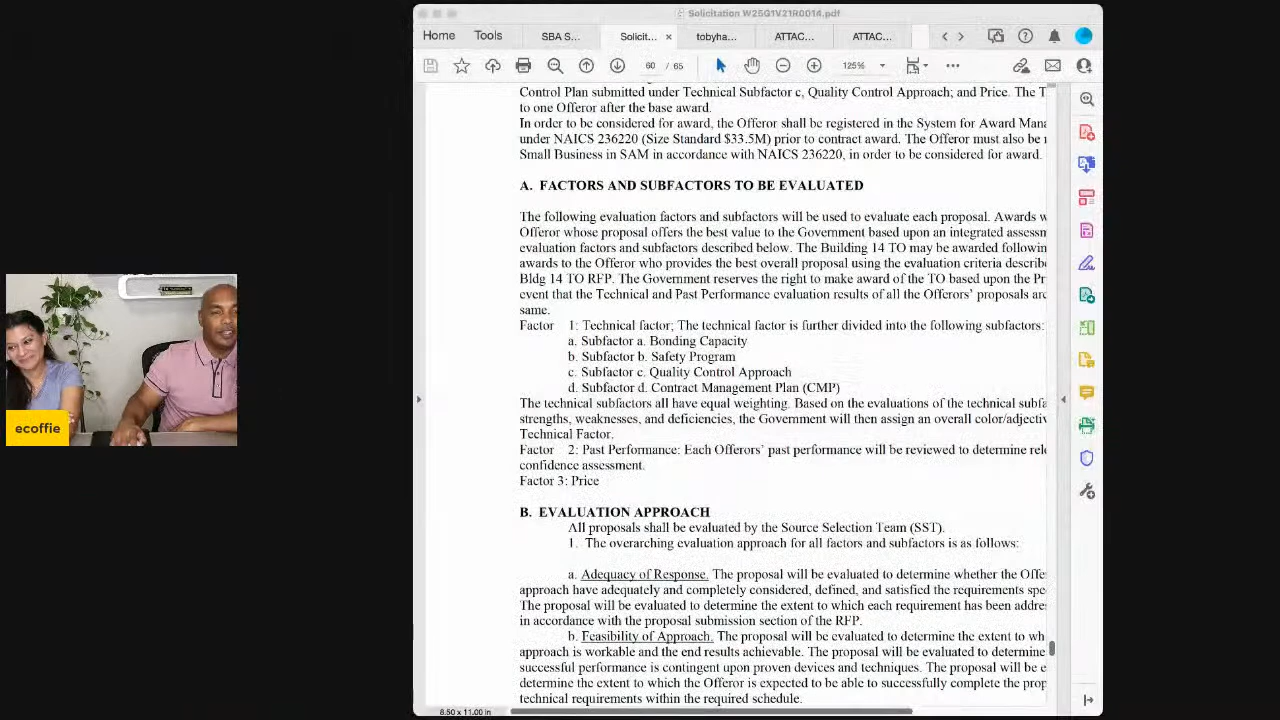 Solicitation W25G1V21R0014.pdf
Home
Tools
SBA S...
Solicit...
tobyha...
ATTAC...
ATTAC...
60 / 65
125%
Control Plan submitted under Technical Subfactor c, Quality Control Approach; and Price. The T
to one Offeror after the base award.
In order to be considered for award, the Offeror shall be registered in the System for Award Mana
under NAICS 236220 (Size Standard $33.5M) prior to contract award. The Offeror must also be
Small Business in SAM in accordance with NAICS 236220, in order to be considered for award.
A. FACTORS AND SUBFACTORS TO BE EVALUATED
The following evaluation factors and subfactors will be used to evaluate each proposal. Awards w
Offeror whose proposal offers the best value to the Government based upon an integrated assessm
evaluation factors and subfactors described below. The Building 14 TO may be awarded followin
awards to the Offeror who provides the best overall proposal using the evaluation criteria describe
Bldg 14 TO RFP. The Government reserves the right to make award of the TO based upon the Pr
event that the Technical and Past Performance evaluation results of all the Offerors' proposals are
same.
Factor 1: Technical factor; The technical factor is further divided into the following subfactors:
a. Subfactor a. Bonding Capacity
b. Subfactor b. Safety Program
c. Subfactor c. Quality Control Approach
d. Subfactor d. Contract Management Plan (CMP)
The technical subfactors all have equal weighting. Based on the evaluations of the technical subfa
strengths, weaknesses, and deficiencies, the Government will then assign an overall color/adjectiv
Technical Factor.
Factor 2: Past Performance: Each Offerors' past performance will be reviewed to determine rele
confidence assessment.
Factor 3: Price
B. EVALUATION APPROACH
All proposals shall be evaluated by the Source Selection Team (SST).
1. The overarching evaluation approach for all factors and subfactors is as follows:
a. Adequacy of Response. The proposal will be evaluated to determine whether the Offe
approach have adequately and completely considered, defined, and satisfied the requirements spe
The proposal will be evaluated to determine the extent to which each requirement has been addre
in accordance with the proposal submission section of the RFP.
b. Feasibility of Approach. The proposal will be evaluated to determine the extent to wh
approach is workable and the end results achievable. The proposal will be evaluated to determine
successful performance is contingent upon proven devices and techniques. The proposal will be e
determine the extent to which the Offeror is expected to be able to successfully complete the prop
technical requirements within the required schedule.
8.50 x 11.00 in
ecoffie